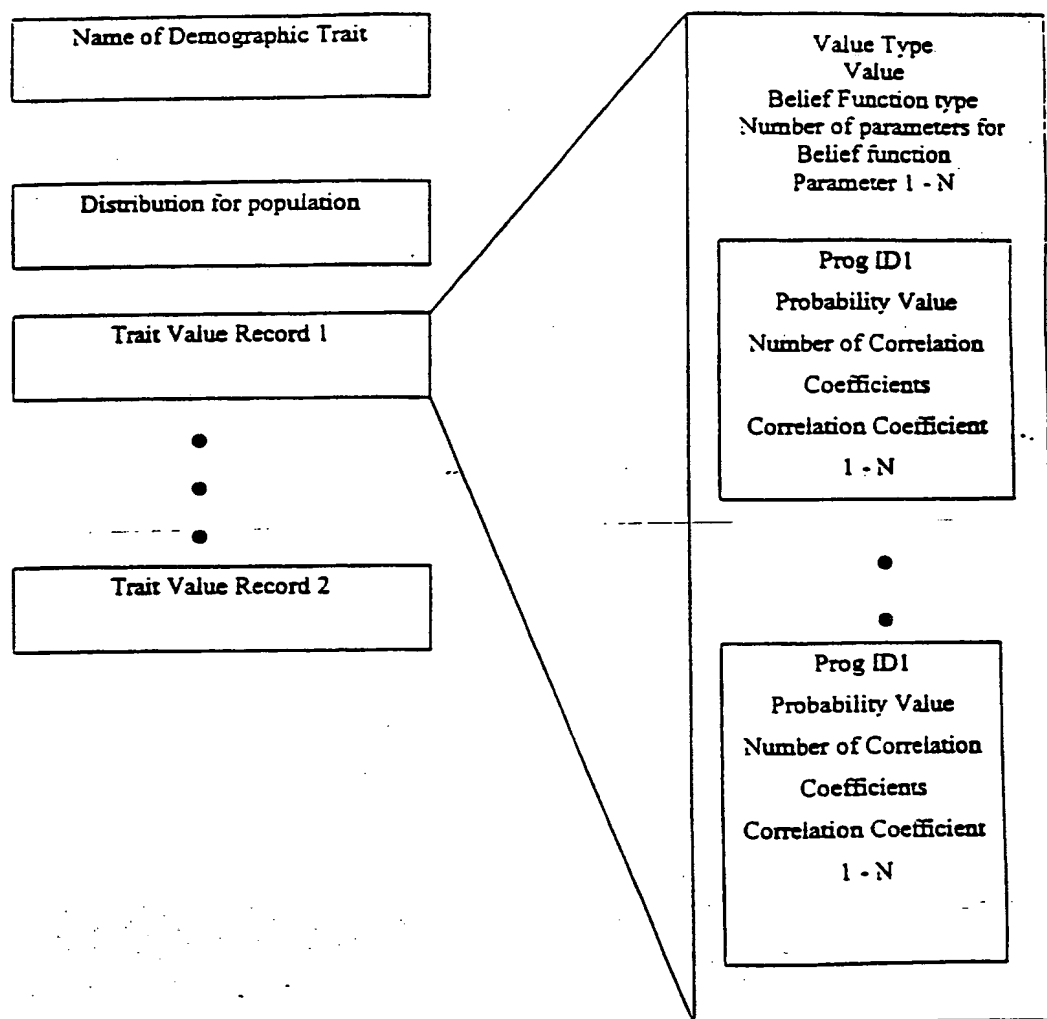 Name of Demographic Trait
Distribution for population
Trait Value Record 1
Trait Value Record 2
Value Type
Value
Belief Function type
Number of parameters for
Belief function
Parameter 1 - N
Prog ID1
Probability Value
Number of Correlation
Coefficients
Correlation Coefficient
1 - N
Prog ID1
Probability Value
Number of Correlation
Coefficients
Correlation Coefficient
1 - N